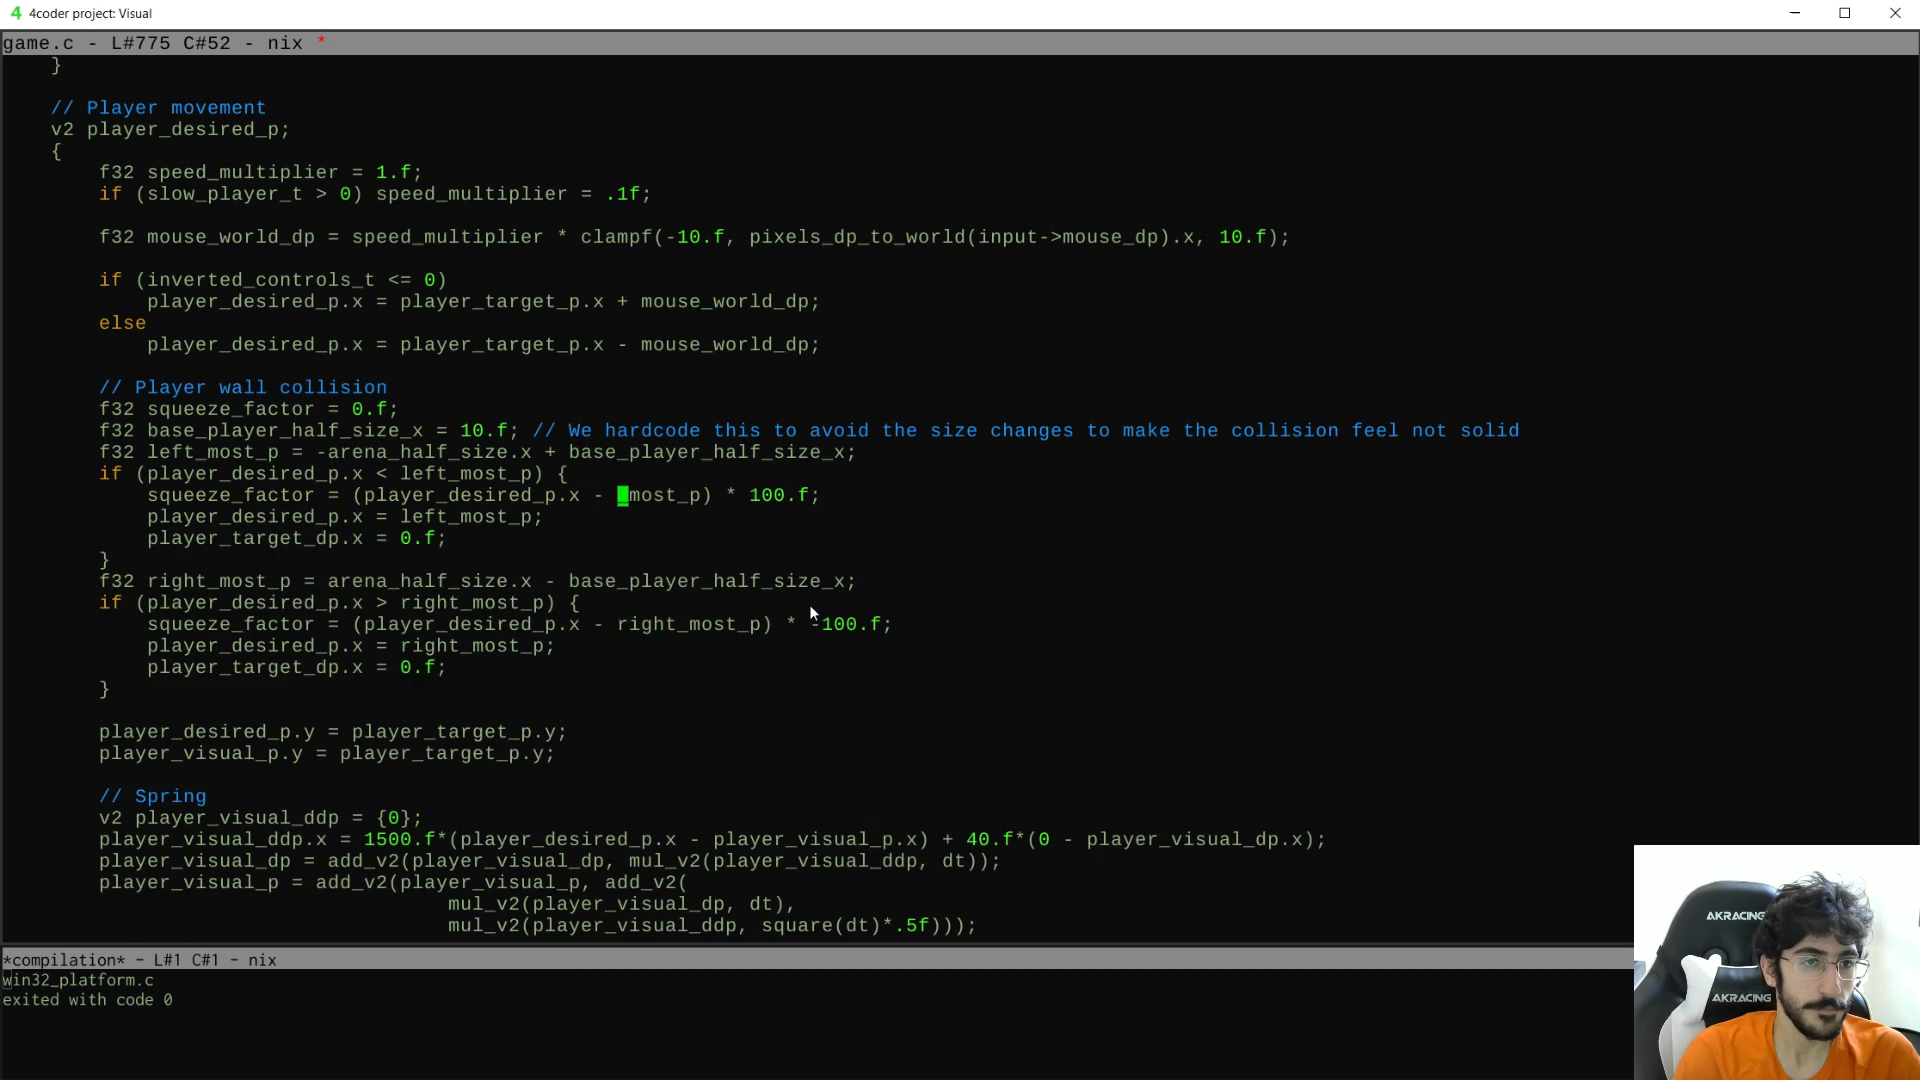 4 4coder project: Visual
game.c - L#775 C#52 - nix *
}
// Player movement
v2 player_desired_p;
{
f32 speed_multiplier = 1.f;
if (slow_player_t > 0) speed_multiplier = .1f;
f32 mouse_world_dp = speed_multiplier * clampf(-10.f, pixels_dp_to_world(input->mouse_dp).x, 10.f);
if (inverted_controls_t <= 0)
player_desired_p.x = player_target_p.x + mouse_world_dp;
else
player_desired_p.x = player_target_p.x - mouse_world_dp;
// Player wall collision
f32 squeeze_factor = 0.f;
f32 base_player_half_size_x = 10.f; // We hardcode this to avoid the size changes to make the collision feel not solid
f32 left_most_p = -arena_half_size.x + base_player_half_size_x;
if (player_desired_p.x < left_most_p) {
squeeze_factor = (player_desired_p.x - _most_p) * 100.f;
player_desired_p.x = left_most_p;
player_target_dp.x = 0.f;
}
f32 right_most_p = arena_half_size.x - base_player_half_size_x;
if (player_desired_p.x > right_most_p) {
squeeze_factor = (player_desired_p.x - right_most_p) * -100.f;
player_desired_p.x = right_most_p;
player_target_dp.x = 0.f;
}
player_desired_p.y = player_target_p.y;
player_visual_p.y = player_target_p.y;
// Spring
v2 player_visual_ddp = {0};
player_visual_ddp.x = 1500.f*(player_desired_p.x - player_visual_p.x) + 40.f*(0 - player_visual_dp.x);
player_visual_dp = add_v2(player_visual_dp, mul_v2(player_visual_ddp, dt));
player_visual_p = add_v2(player_visual_p, add_v2(
mul_v2(player_visual_dp, dt),
mul_v2(player_visual_ddp, square(dt)*.5f)));
*compilation* - L#1 C#1 - nix
win32_platform.c
exited with code 0
AKRACING
AKRACING